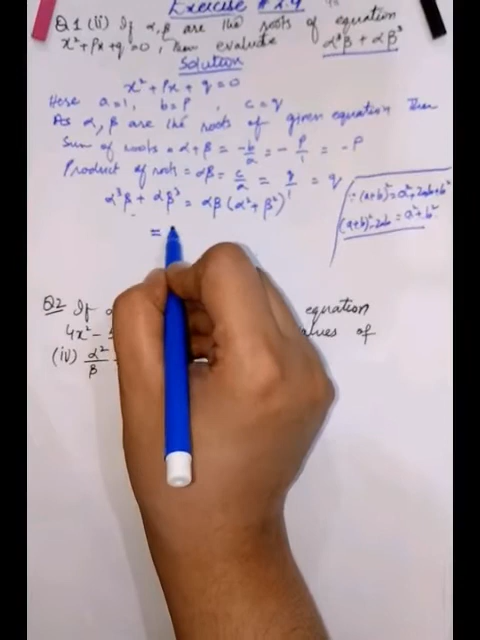 Exercise # 2.4
Q1 (ii) If α, β are the roots of equation
x² + Px + q = 0, then evaluate α³β + αβ³
Solution
x² + Px + q = 0
Here a = 1, b = P, c = q
As α, β are the roots of given equation Then
Sum of roots = α + β = -b/a = - P/1 = -P
Product of roots = αβ = c/a = q/1 = q
α³β + αβ³ = αβ(α² + β²)
∵ (a+b)² = a² + 2ab + b²
(a+b)² - 2ab = a² + b²
=
Q2 If equation
4x² - values of
(iv) α²/β